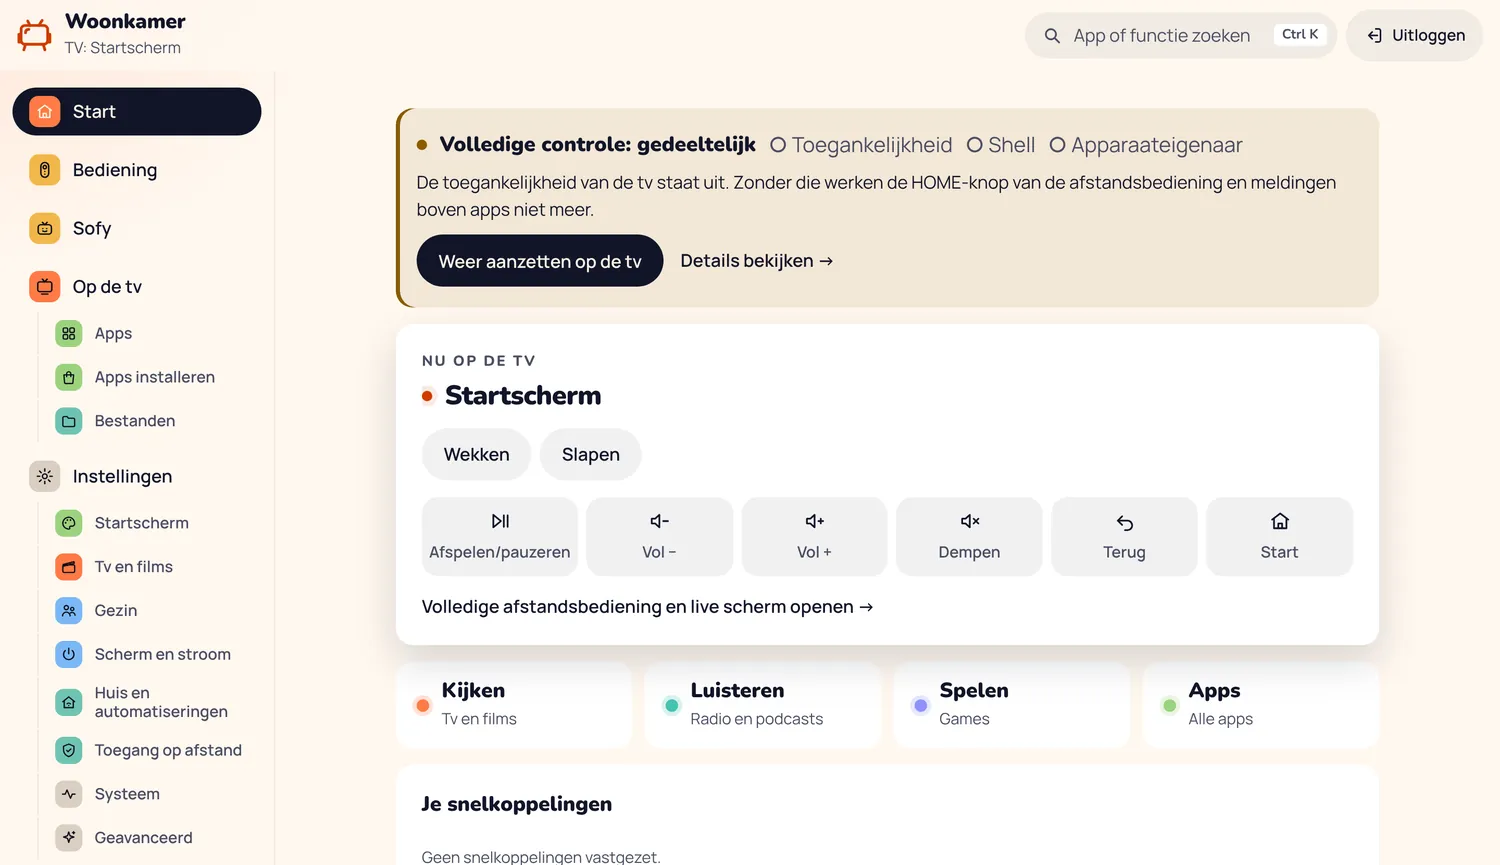 Woonkamer
TV: Startscherm
App of functie zoeken
Ctrl K
Uitloggen
Start
Bediening
Sofy
Op de tv
Apps
Apps installeren
Bestanden
Instellingen
Startscherm
Tv en films
Gezin
Scherm en stroom
Huis en
automatiseringen
Toegang op afstand
Systeem
Geavanceerd
Volledige controle: gedeeltelijk
Toegankelijkheid
Shell
Apparaateigenaar
De toegankelijkheid van de tv staat uit. Zonder die werken de HOME-knop van de afstandsbediening en meldingen
boven apps niet meer.
Weer aanzetten op de tv
Details bekijken →
NU OP DE TV
Startscherm
Wekken
Slapen
Afspelen/pauzeren
Vol −
Vol +
Dempen
Terug
Start
Volledige afstandsbediening en live scherm openen →
Kijken
Tv en films
Luisteren
Radio en podcasts
Spelen
Games
Apps
Alle apps
Je snelkoppelingen
Geen snelkoppelingen vastgezet.